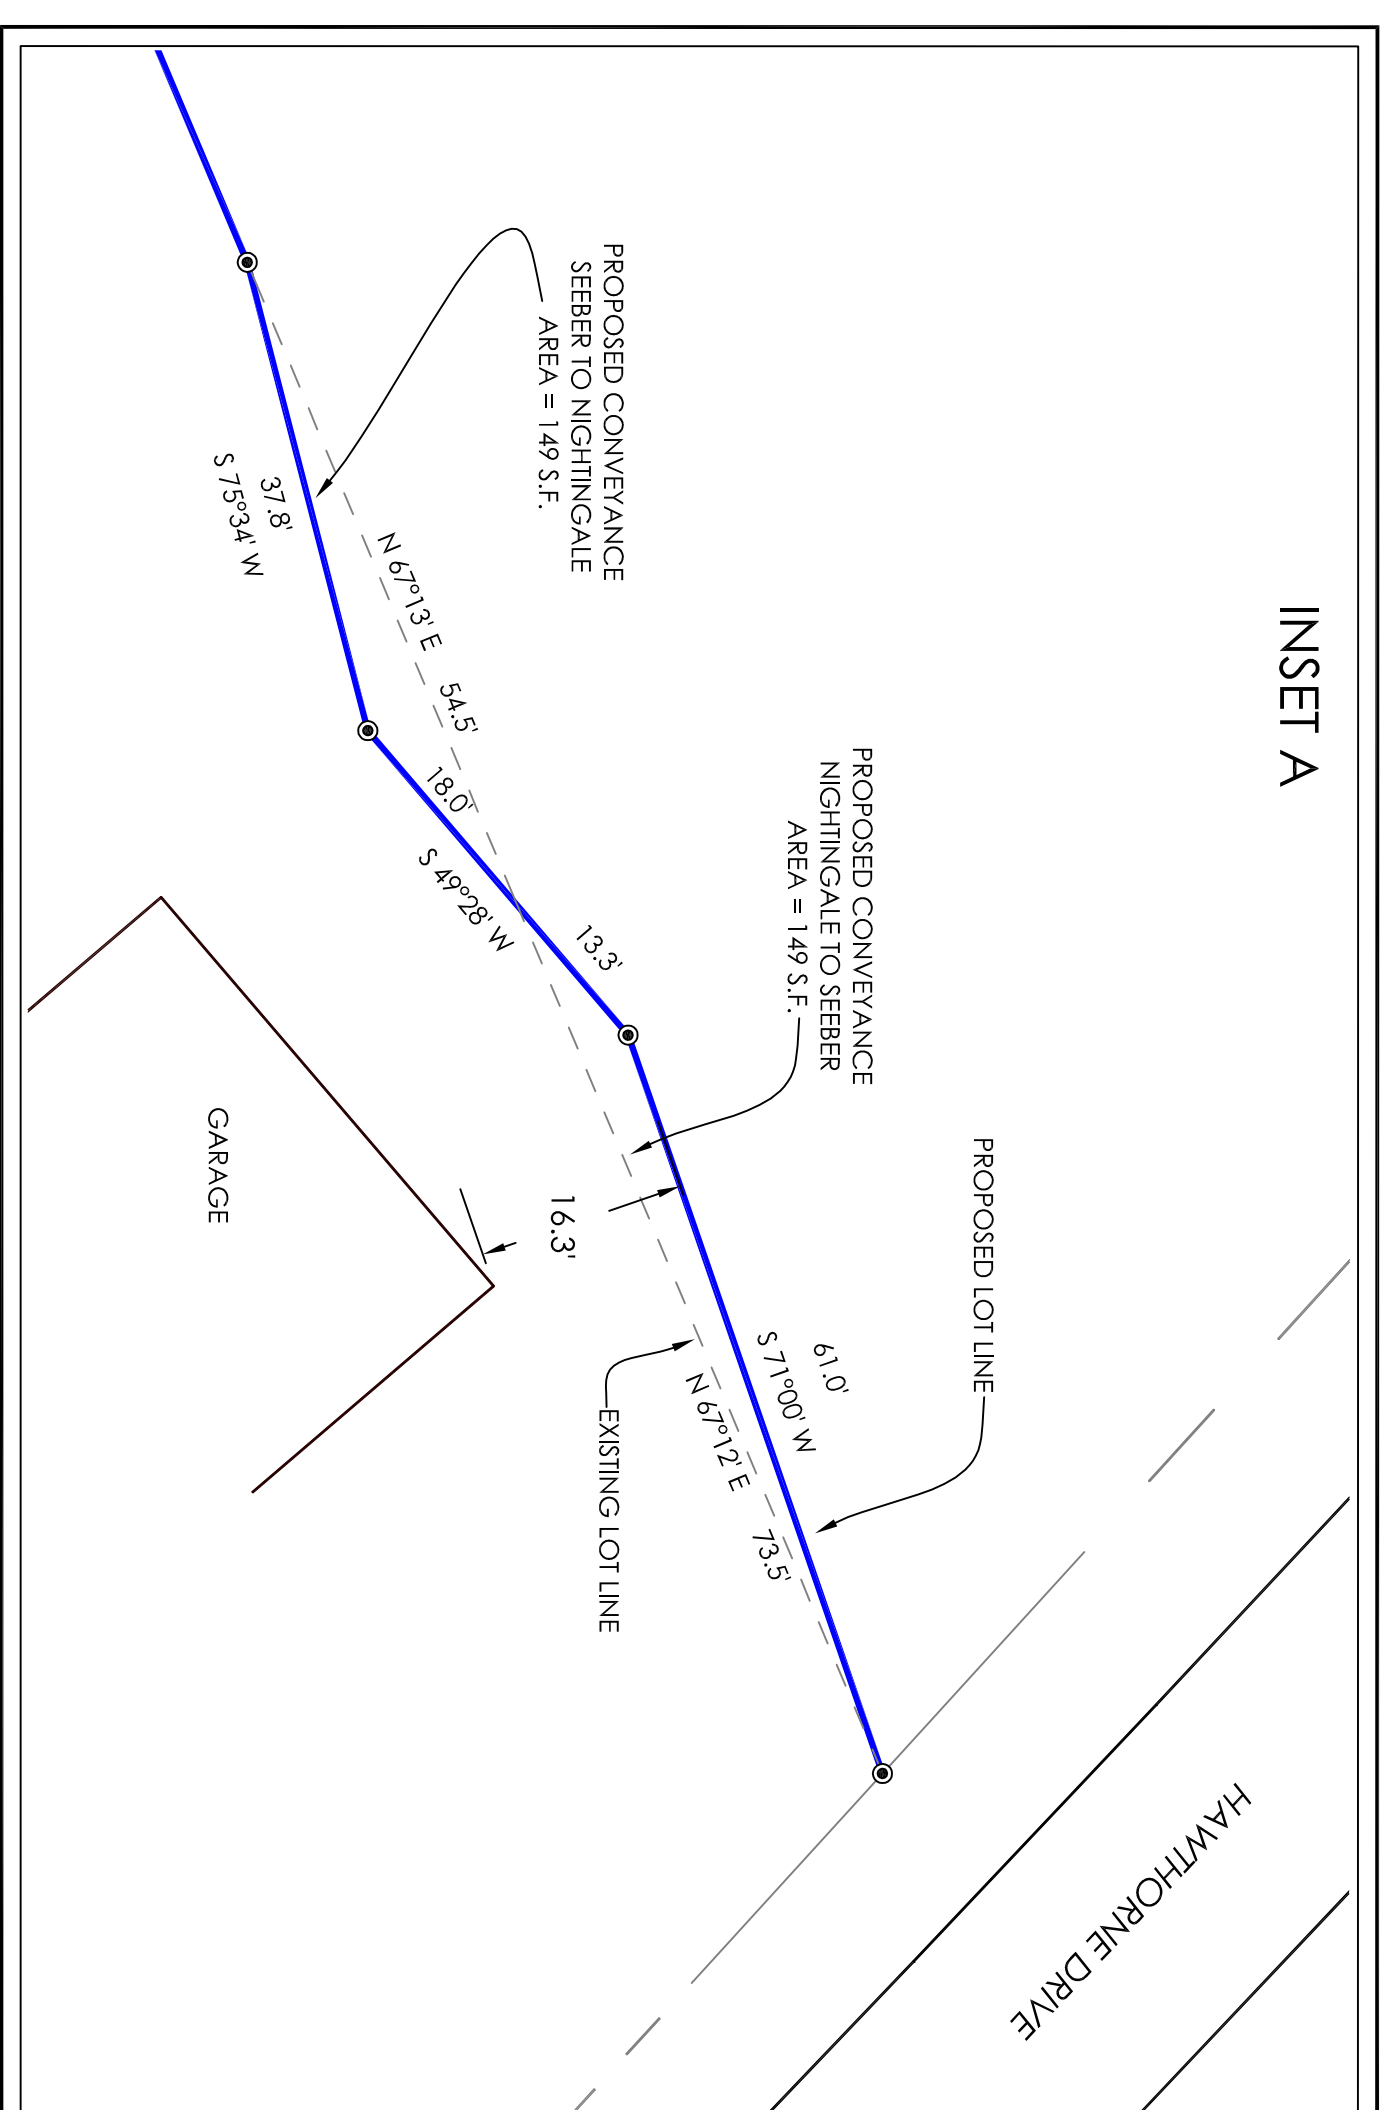 INSET A
PROPOSED CONVEYANCE
SEEBER TO NIGHTINGALE
AREA = 149 S.F.
PROPOSED CONVEYANCE
NIGHTINGALE TO SEEBER
AREA = 149 S.F.
PROPOSED LOT LINE
HAWTHORNE DRIVE
N 67°13' E 54.5'
37.8'
S 75°34' W
18.0'
13.3'
S 49°28' W
61.0'
S 71°00' W
N 67°12' E 73.5'
16.3'
EXISTING LOT LINE
GARAGE